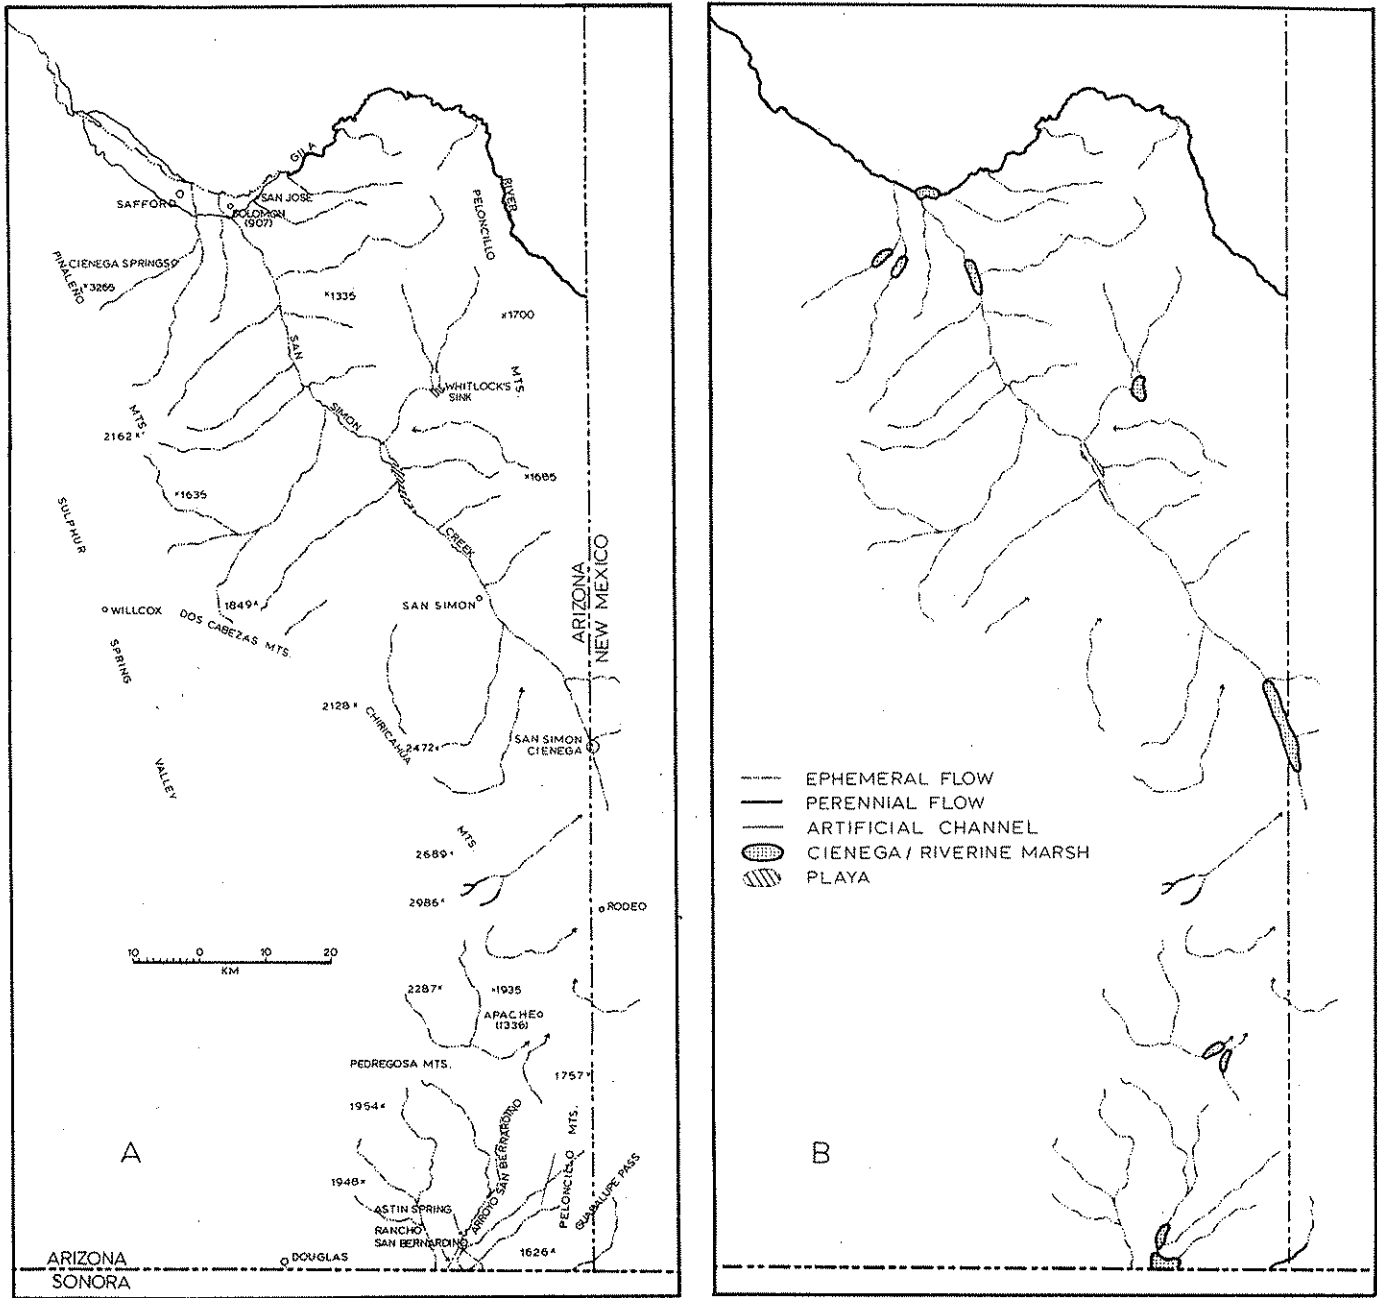 GILA
RIVER
SAN JOSE
SAFFORD
SOLOMON
(907)
PELONCILLO
CIENEGA SPRINGS
PINALEÑO
3265
1335
1700
SAN
WHITLOCK'S
SINK
MTS.
SIMON
MTS.
2162
1685
1635
SULPHUR
CREEK
ARIZONA
NEW MEXICO
1849
SAN SIMON
WILLCOX
DOS CABEZAS MTS.
SPRING
2128
CHIRICAHUA
2472
SAN SIMON
CIENEGA
VALLEY
MTS.
2689
2986
RODEO
10 0 10 20
KM
2287
1935
APACHE
(1336)
PEDREGOSA MTS.
1757
1954
ARROYO SAN BERNARDINO
PELONCILLO MTS.
GUADALUPE PASS
A
1948
ASTIN SPRING
RANCHO
SAN BERNARDINO
1626
DOUGLAS
ARIZONA
SONORA
EPHEMERAL FLOW
PERENNIAL FLOW
ARTIFICIAL CHANNEL
CIENEGA / RIVERINE MARSH
PLAYA
B